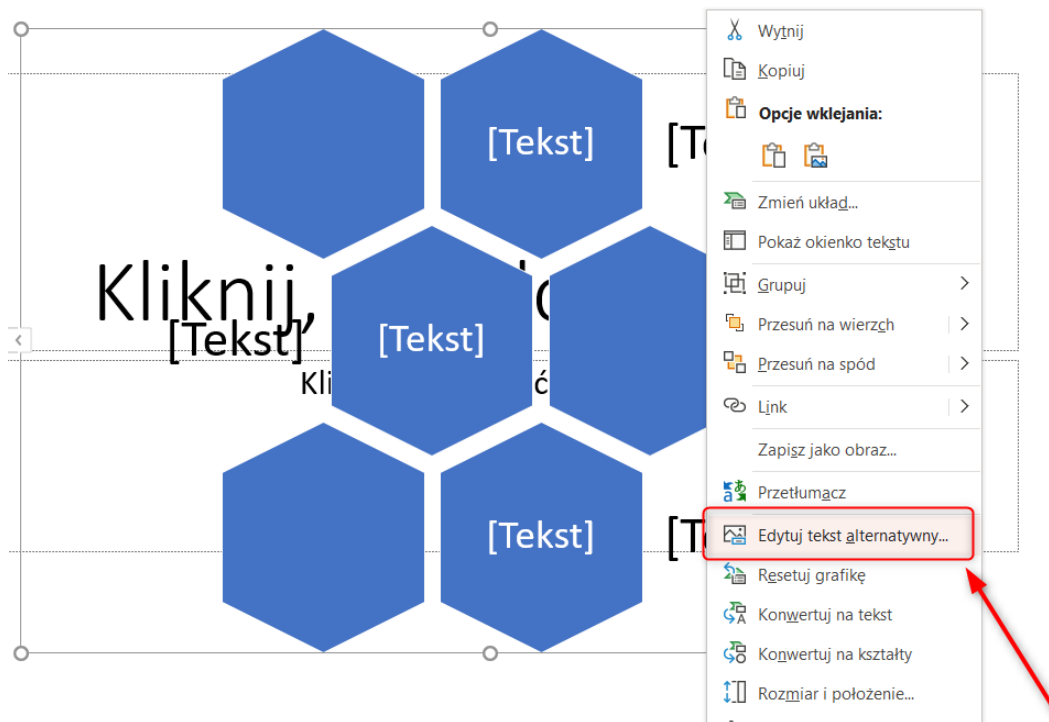 [Tekst]
[T
Kliknij,
[Tekst]
[Tekst]
Kli
ć
[Tekst]
[T
Wytnij
Kopiuj
Opcje wklejania:
Zmień układ...
Pokaż okienko tekstu
Grupuj
Przesuń na wierzch
Przesuń na spód
Link
Zapisz jako obraz...
Przetłumacz
Edytuj tekst alternatywny...
Resetuj grafikę
Konwertuj na tekst
Konwertuj na kształty
Rozmiar i położenie...